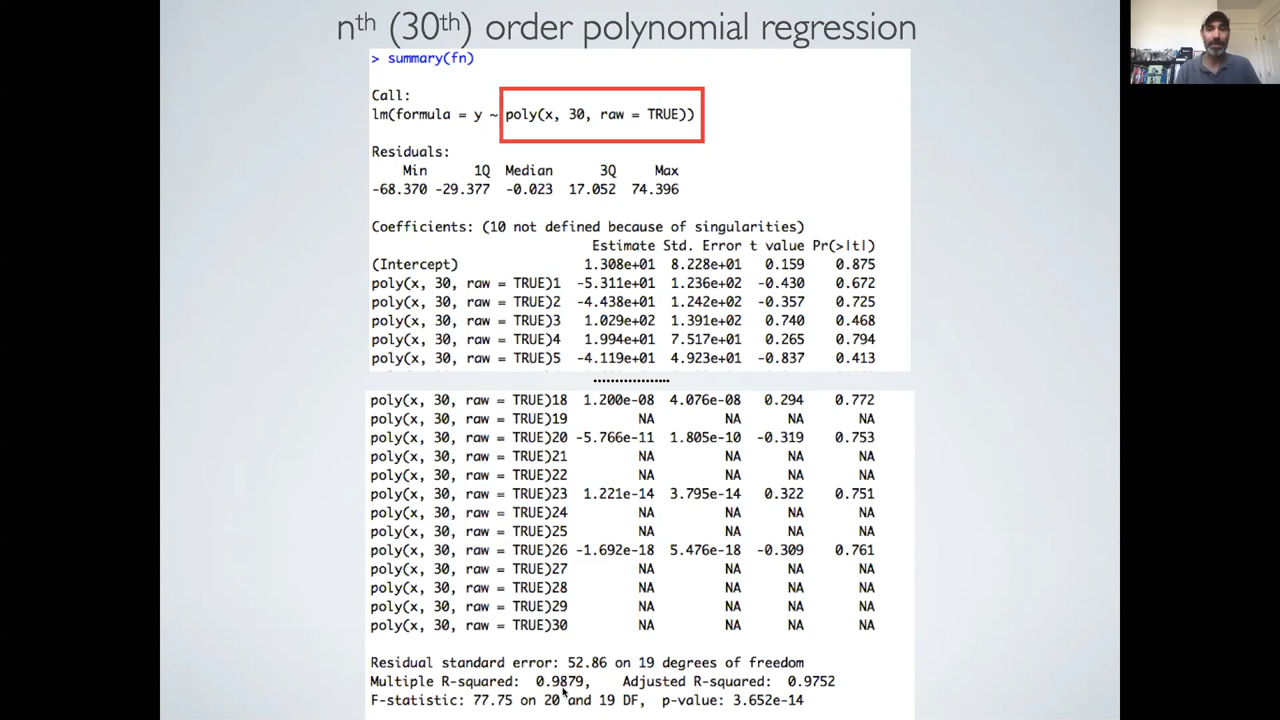 nth (30th) order polynomial regression
> summary(fn)
Call:
lm(formula = y ~ poly(x, 30, raw = TRUE))
Residuals:
Min 1Q Median 3Q Max
-68.370 -29.377 -0.023 17.052 74.396
Coefficients: (10 not defined because of singularities)
Estimate Std. Error t value Pr(>|t|)
(Intercept) 1.308e+01 8.228e+01 0.159 0.875
poly(x, 30, raw = TRUE)1 -5.311e+01 1.236e+02 -0.430 0.672
poly(x, 30, raw = TRUE)2 -4.438e+01 1.242e+02 -0.357 0.725
poly(x, 30, raw = TRUE)3 1.029e+02 1.391e+02 0.740 0.468
poly(x, 30, raw = TRUE)4 1.994e+01 7.517e+01 0.265 0.794
poly(x, 30, raw = TRUE)5 -4.119e+01 4.923e+01 -0.837 0.413
..................
poly(x, 30, raw = TRUE)18 1.200e-08 4.076e-08 0.294 0.772
poly(x, 30, raw = TRUE)19 NA NA NA NA
poly(x, 30, raw = TRUE)20 -5.766e-11 1.805e-10 -0.319 0.753
poly(x, 30, raw = TRUE)21 NA NA NA NA
poly(x, 30, raw = TRUE)22 NA NA NA NA
poly(x, 30, raw = TRUE)23 1.221e-14 3.795e-14 0.322 0.751
poly(x, 30, raw = TRUE)24 NA NA NA NA
poly(x, 30, raw = TRUE)25 NA NA NA NA
poly(x, 30, raw = TRUE)26 -1.692e-18 5.476e-18 -0.309 0.761
poly(x, 30, raw = TRUE)27 NA NA NA NA
poly(x, 30, raw = TRUE)28 NA NA NA NA
poly(x, 30, raw = TRUE)29 NA NA NA NA
poly(x, 30, raw = TRUE)30 NA NA NA NA
Residual standard error: 52.86 on 19 degrees of freedom
Multiple R-squared: 0.9879, Adjusted R-squared: 0.9752
F-statistic: 77.75 on 20 and 19 DF, p-value: 3.652e-14